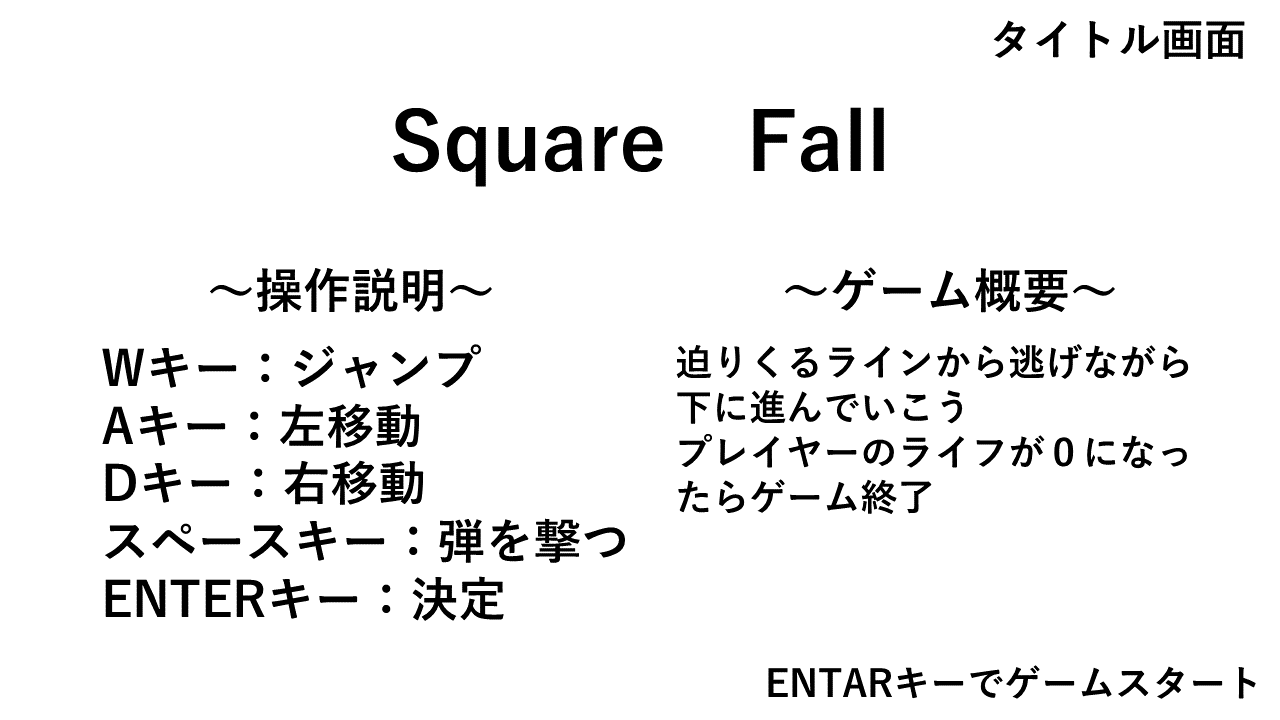 タイトル画面
Square　Fall
～操作説明～
Wキー：ジャンプ
Aキー：左移動
Dキー：右移動
スペースキー：弾を撃つ
ENTERキー：決定
～ゲーム概要～
迫りくるラインから逃げながら
下に進んでいこう
プレイヤーのライフが０になっ
たらゲーム終了
ENTARキーでゲームスタート